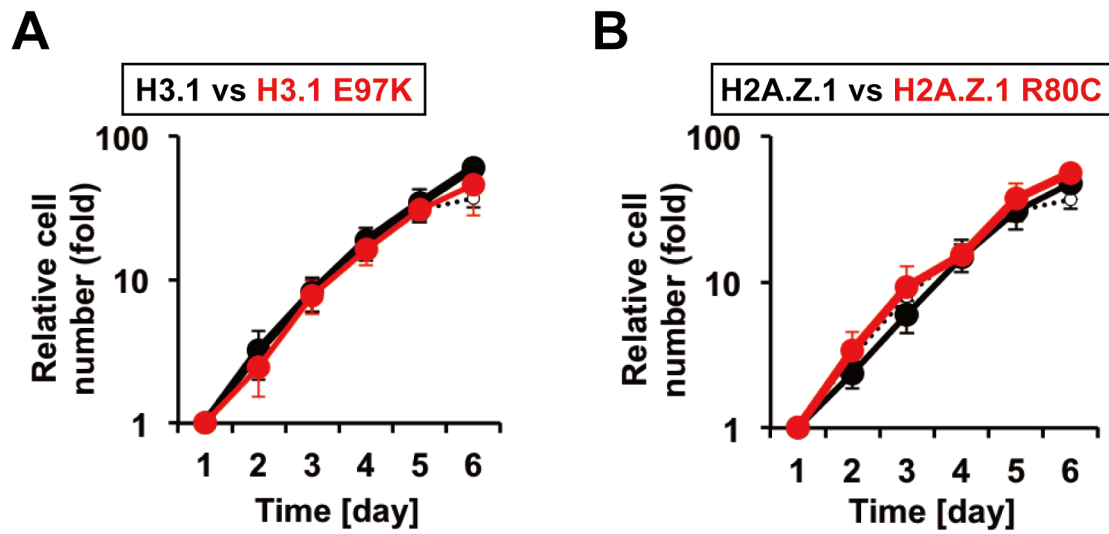 A
H3.1 vs H3.1 E97K
Relative cell
number (fold)
100
10
1
1 2 3 4 5 6
Time [day]
B
H2A.Z.1 vs H2A.Z.1 R80C
Relative cell
number (fold)
100
10
1
1 2 3 4 5 6
Time [day]